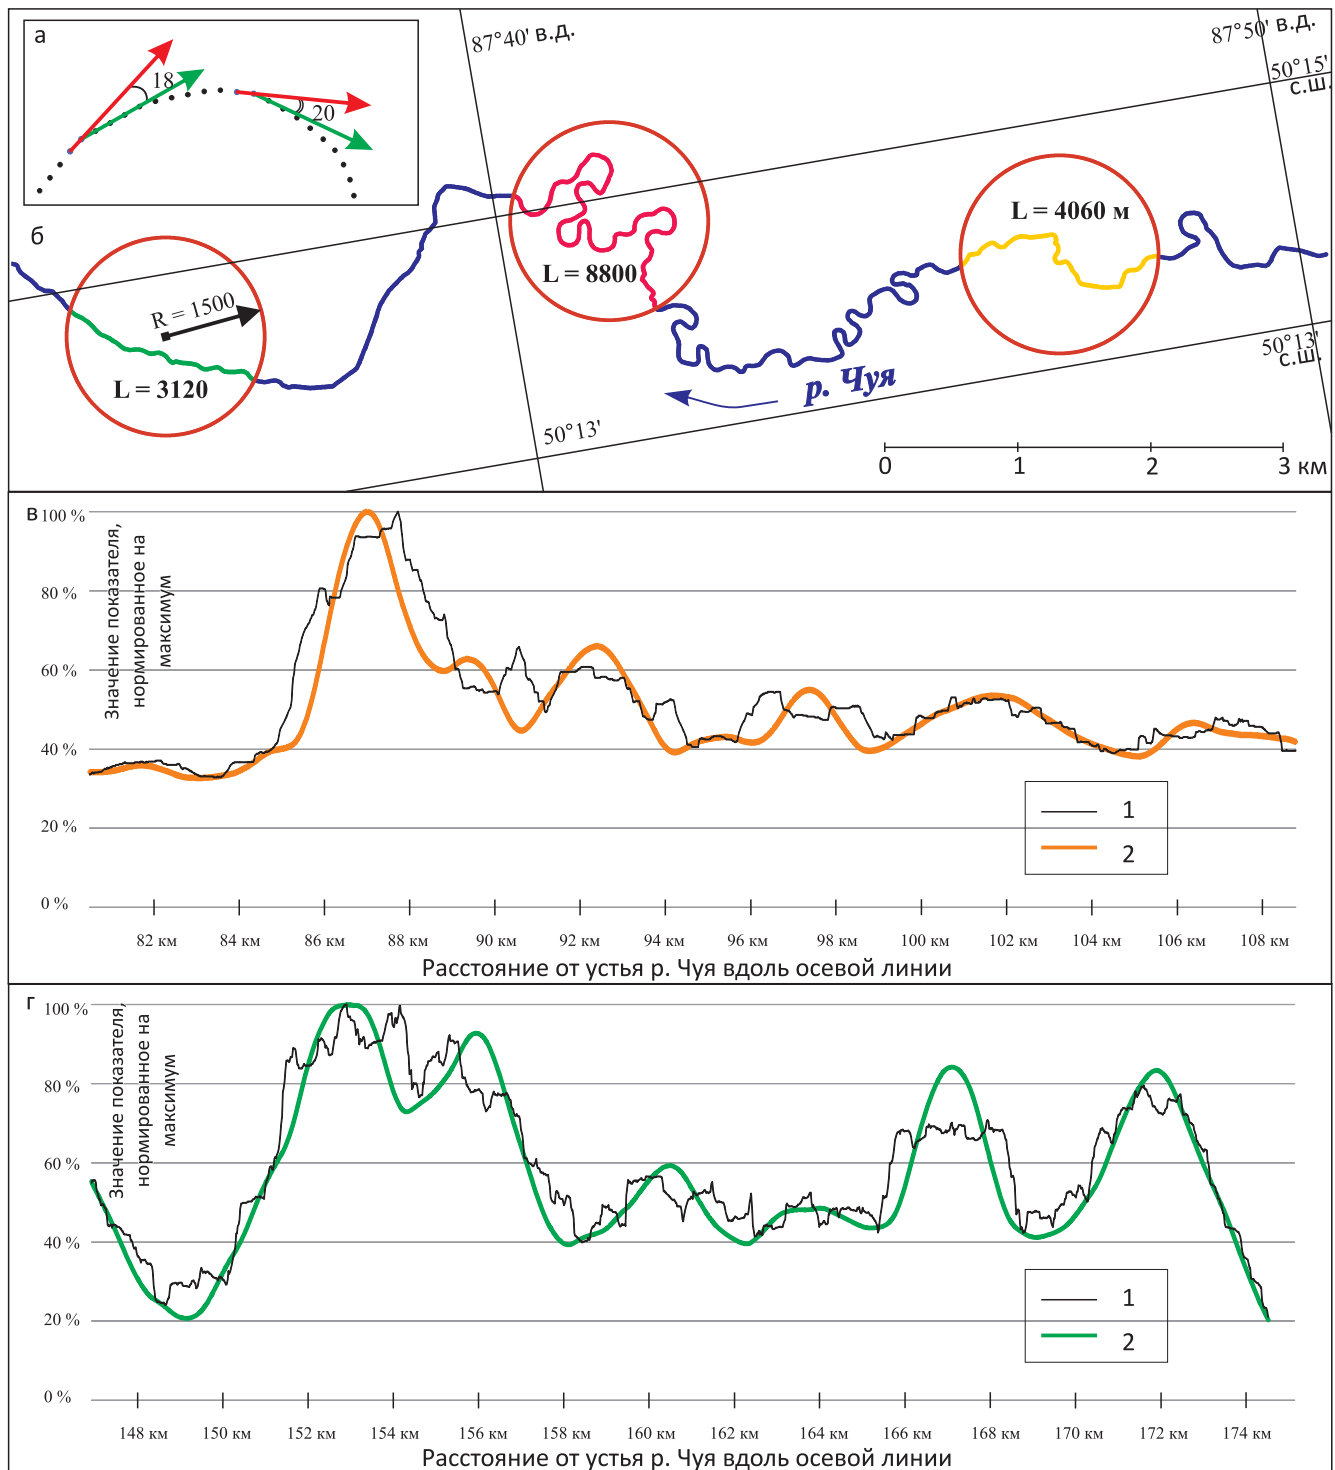 а
18
20
87°40' в.д.
87°50' в.д.
50°15'
с.ш.
б
R = 1500
L = 3120
L = 8800
L = 4060 м
50°13'
с.ш.
р. Чуя
50°13'
0 1 2 3 км
в
100 %
80 %
60 %
40 %
20 %
0 %
Значение показателя,
нормированное на
максимум
1
2
82 км 84 км 86 км 88 км 90 км 92 км 94 км 96 км 98 км 100 км 102 км 104 км 106 км 108 км
Расстояние от устья р. Чуя вдоль осевой линии
г
100 %
80 %
60 %
40 %
20 %
0 %
Значение показателя,
нормированное на
максимум
1
2
148 км 150 км 152 км 154 км 156 км 158 км 160 км 162 км 164 км 166 км 168 км 170 км 172 км 174 км
Расстояние от устья р. Чуя вдоль осевой линии